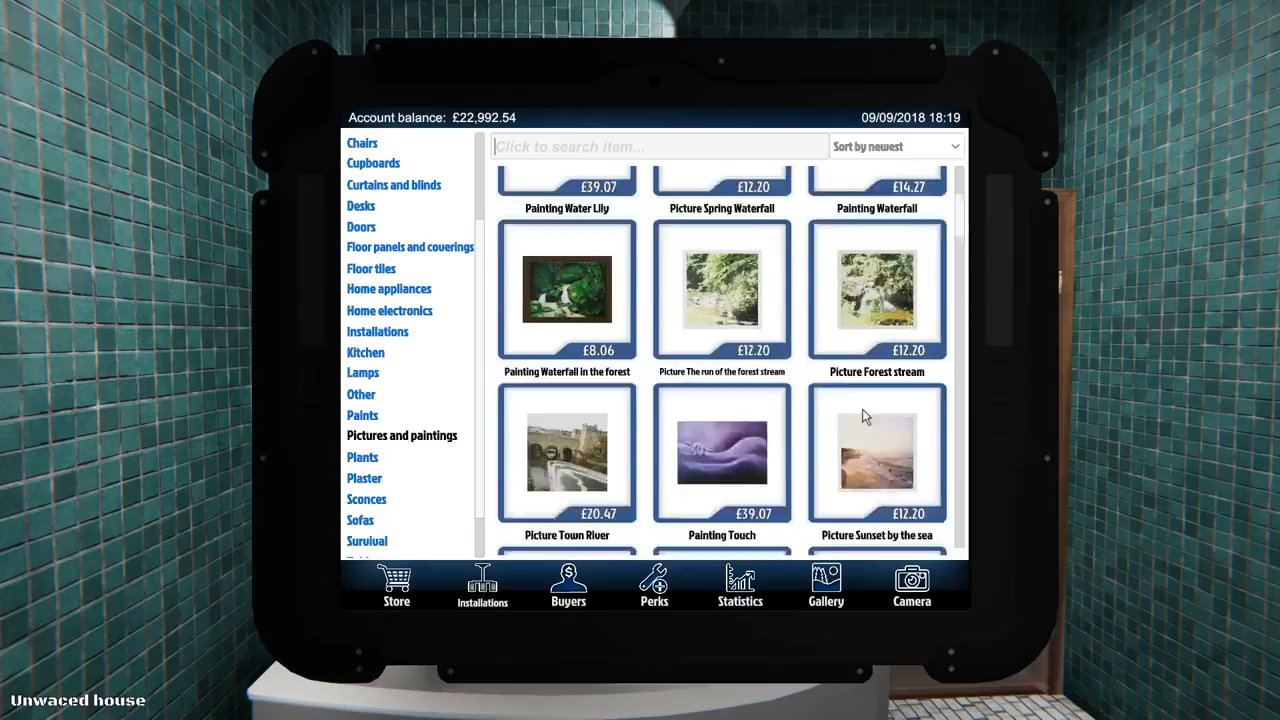 Account balance: £22,992.54
09/09/2018 18:19
Chairs
Cupboards
Curtains and blinds
Desks
Doors
Floor panels and coverings
Floor tiles
Home appliances
Home electronics
Installations
Kitchen
Lamps
Other
Paints
Pictures and paintings
Plants
Plaster
Sconces
Sofas
Survival
Click to search item...
Sort by newest
£39.07
£12.20
£14.27
Painting Water Lily
Picture Spring Waterfall
Painting Waterfall
£8.06
£12.20
£12.20
Painting Waterfall in the forest
Picture The run of the forest stream
Picture Forest stream
£20.47
£39.07
£12.20
Picture Town River
Painting Touch
Picture Sunset by the sea
Store
Installations
Buyers
Perks
Statistics
Gallery
Camera
Unwaced house